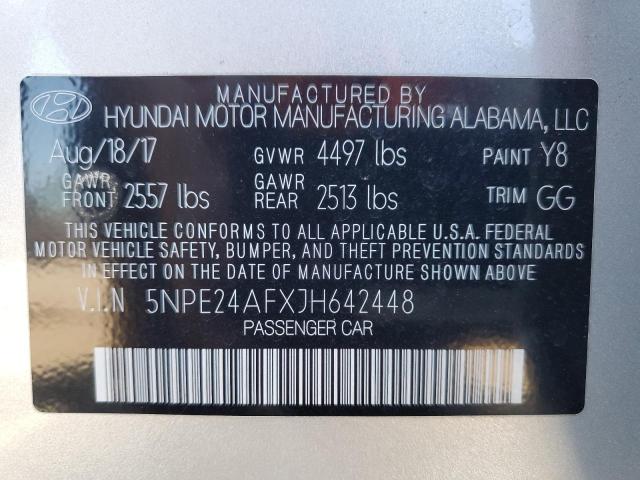 MANUFACTURED BY
HYUNDAI MOTOR MANUFACTURING ALABAMA, LLC
Aug/18/17 GVWR 4497 lbs PAINT Y8
GAWR FRONT 2557 lbs GAWR REAR 2513 lbs TRIM GG
THIS VEHICLE CONFORMS TO ALL APPLICABLE U.S.A. FEDERAL
MOTOR VEHICLE SAFETY, BUMPER, AND THEFT PREVENTION STANDARDS
IN EFFECT ON THE DATE OF MANUFACTURE SHOWN ABOVE
V.I.N 5NPE24AFXJH642448
PASSENGER CAR